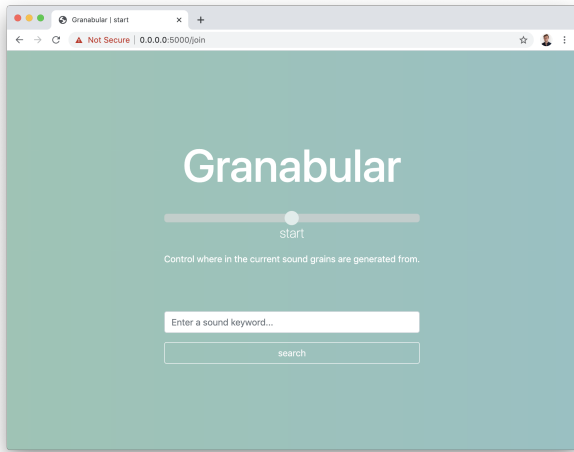 Granabular | start
Not Secure | 0.0.0.0:5000/join
Granabular
start
Control where in the current sound grains are generated from.
Enter a sound keyword...
search